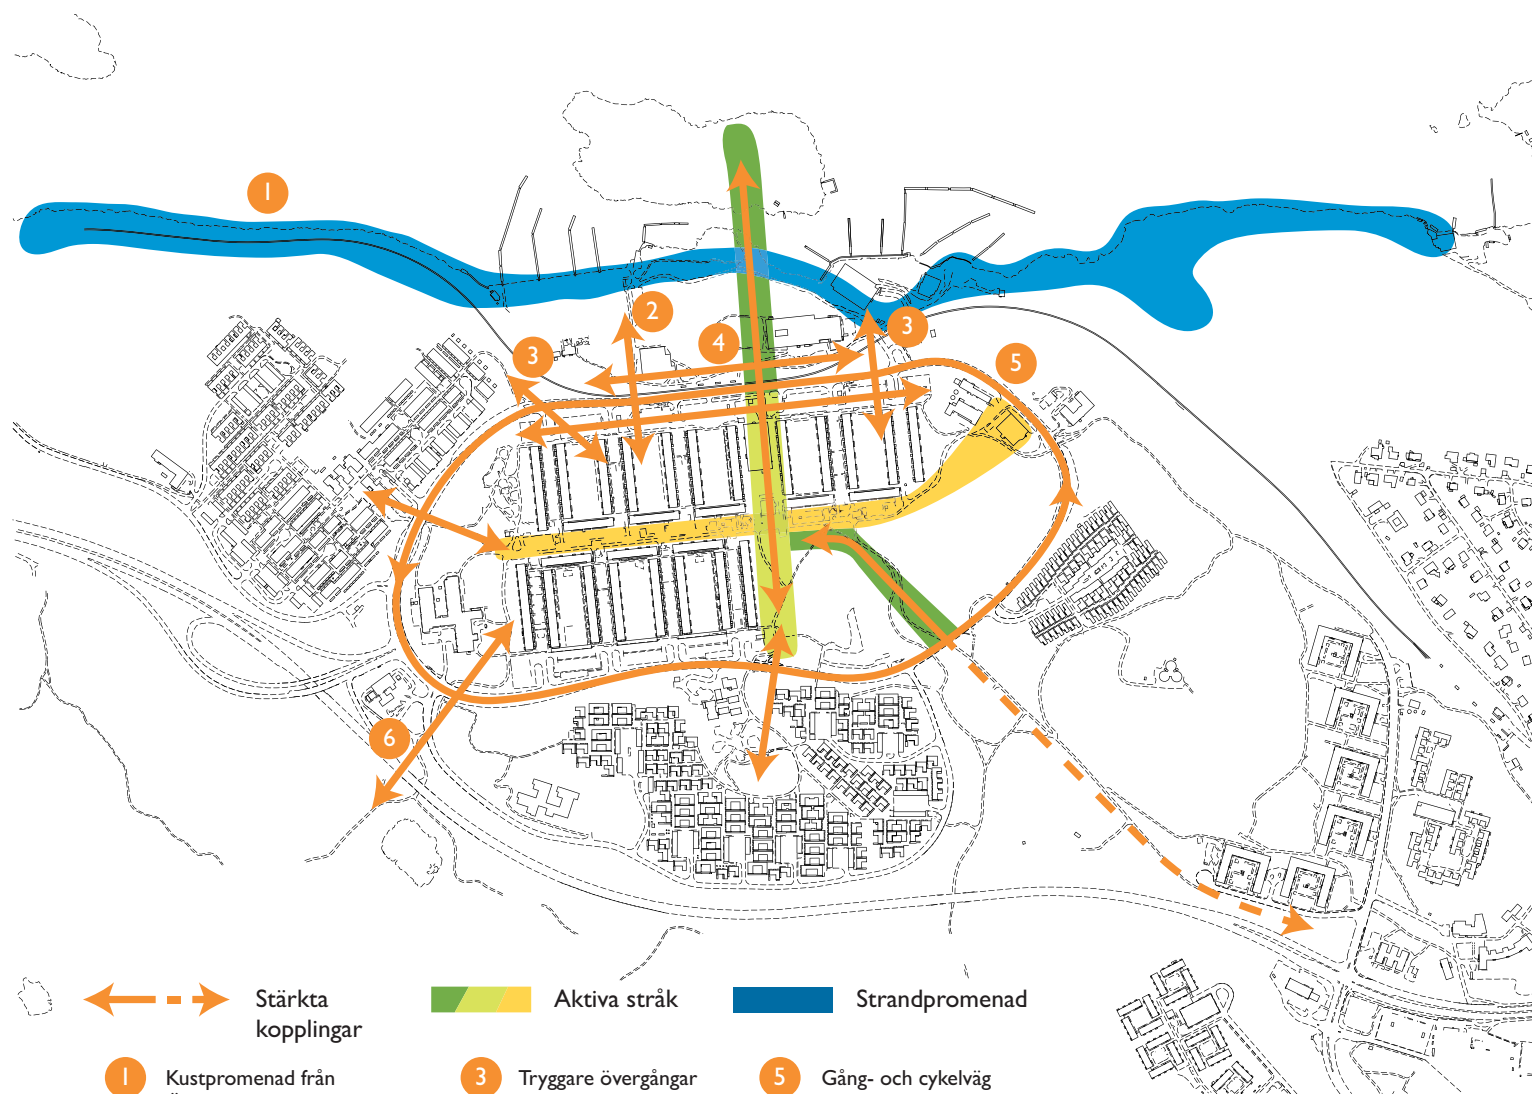 1
2
3
4
3
5
6
Stärkta
kopplingar
Aktiva stråk
Strandpromenad
1 Kustpromenad från
3 Tryggare övergångar
5 Gång- och cykelväg